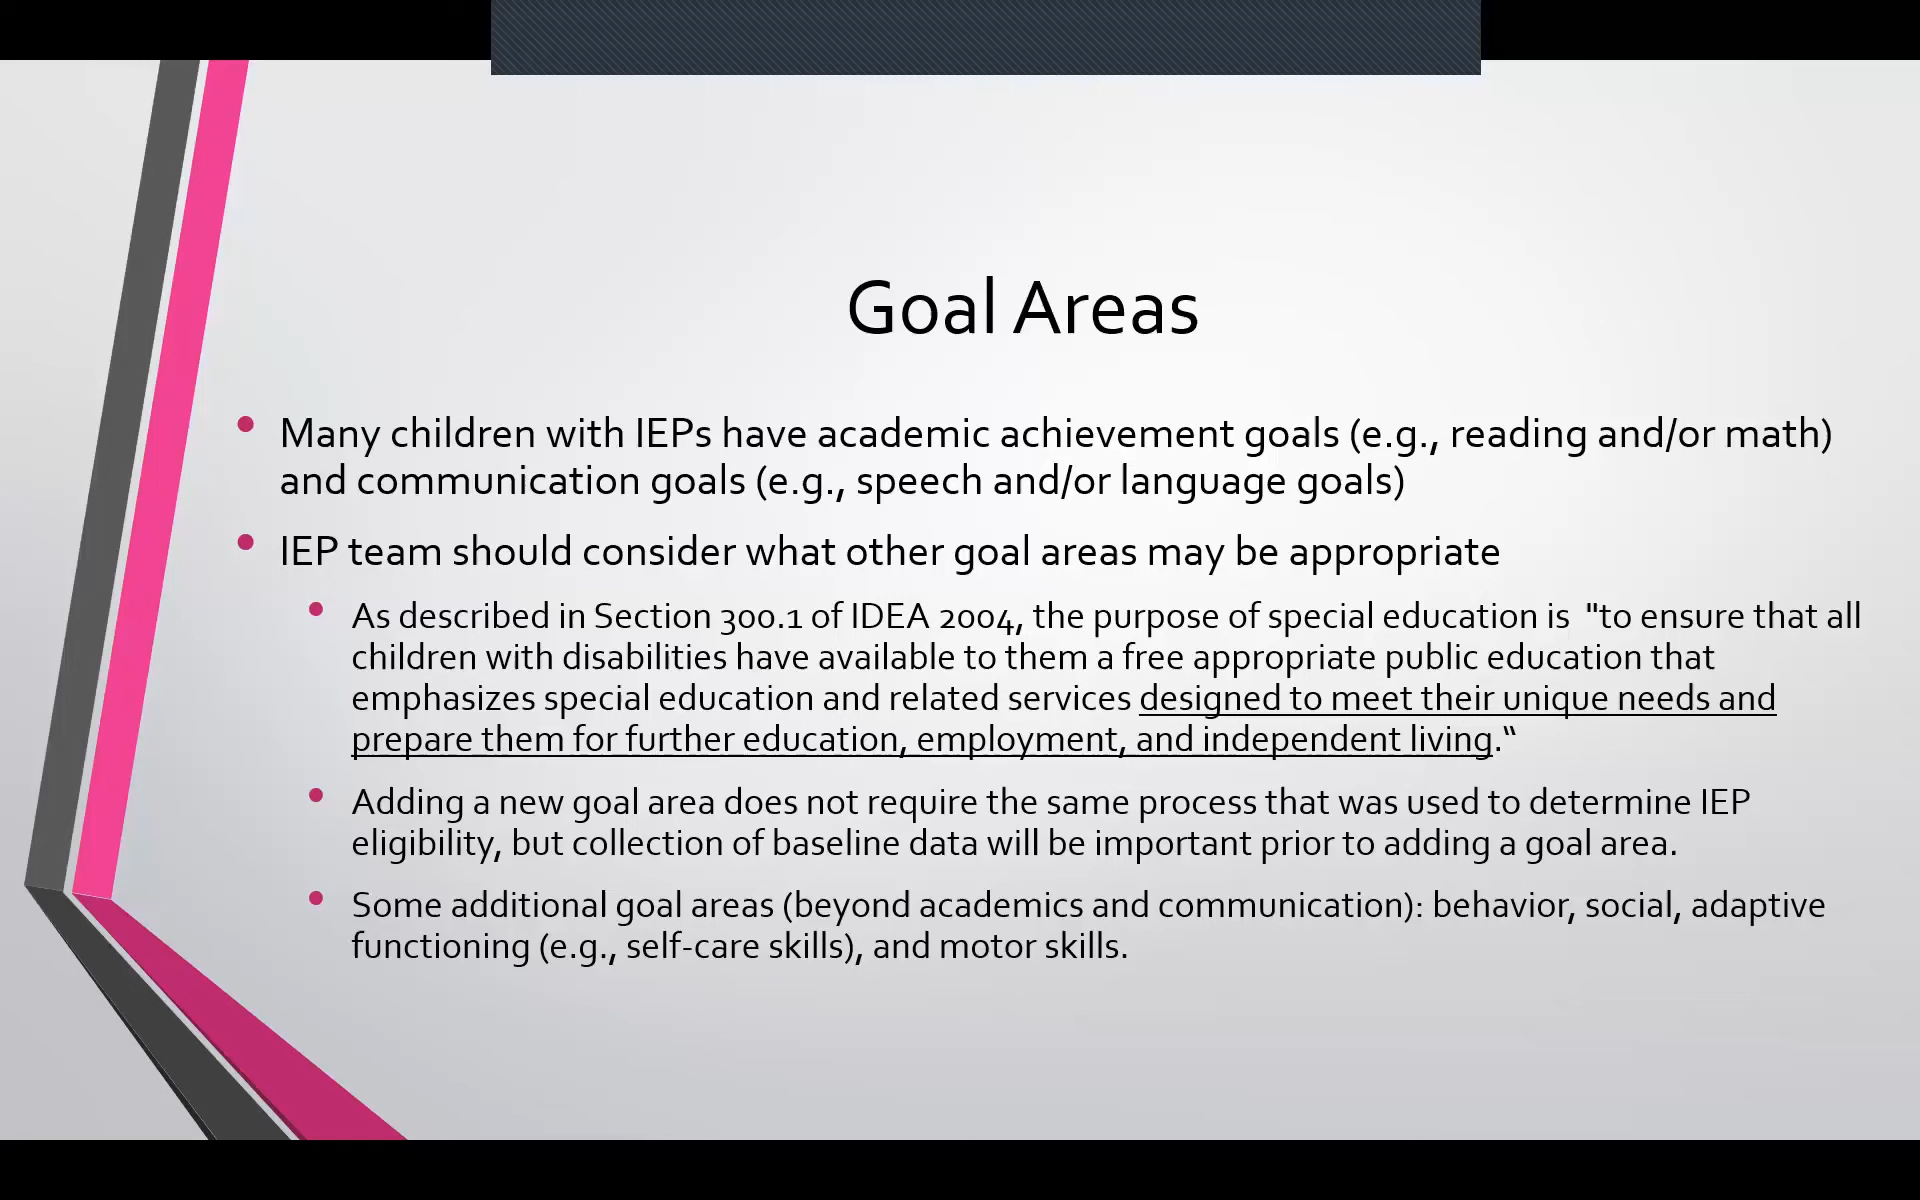 Goal Areas
• Many children with IEPs have academic achievement goals (e.g., reading and/or math)
and communication goals (e.g., speech and/or language goals)
• IEP team should consider what other goal areas may be appropriate
• As described in Section 300.1 of IDEA 2004, the purpose of special education is  "to ensure that all
children with disabilities have available to them a free appropriate public education that
emphasizes special education and related services designed to meet their unique needs and
prepare them for further education, employment, and independent living.“
• Adding a new goal area does not require the same process that was used to determine IEP
eligibility, but collection of baseline data will be important prior to adding a goal area.
• Some additional goal areas (beyond academics and communication): behavior, social, adaptive
functioning (e.g., self-care skills), and motor skills.